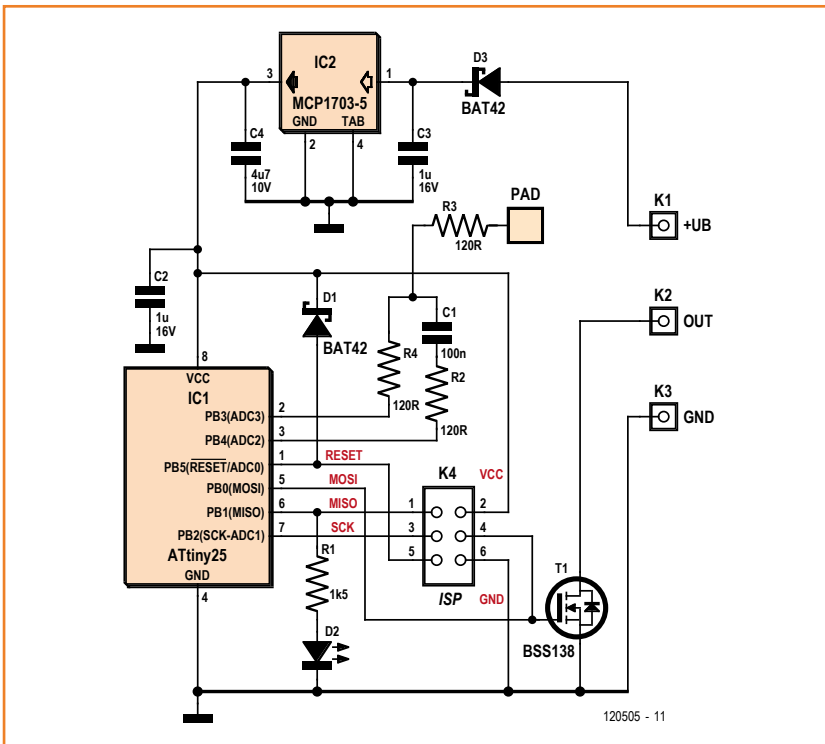 IC2
MCP1703-5
GND TAB
3
1
2
4
D3
BAT42
C4
4u7
10V
C3
1u
16V
PAD
R3
120R
K1
+UB
C2
1u
16V
D1
BAT42
C1
100n
R4
120R
R2
120R
K2
OUT
K3
GND
8
VCC
IC1
PB3(ADC3)
2
PB4(ADC2)
3
PB5(RESET/ADC0)
1
RESET
PB0(MOSI)
5
MOSI
PB1(MISO)
6
MISO
PB2(SCK-ADC1)
7
SCK
ATtiny25
GND
4
K4
VCC
1
2
3
4
5
6
ISP
GND
R1
1k5
D2
T1
BSS138
120505 - 11